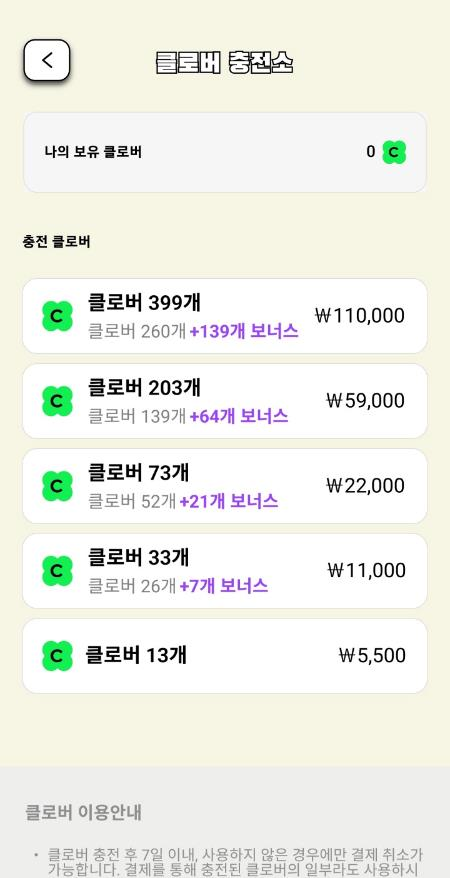 클로버 충전소
나의 보유 클로버
0 C
충전 클로버
C
클로버 399개
클로버 260개 +139개 보너스
₩110,000
C
클로버 203개
클로버 139개 +64개 보너스
₩59,000
C
클로버 73개
클로버 52개 +21개 보너스
₩22,000
C
클로버 33개
클로버 26개 +7개 보너스
₩11,000
C
클로버 13개
₩5,500
클로버 이용안내
• 클로버 충전 후 7일 이내, 사용하지 않은 경우에만 결제 취소가
가능합니다. 결제를 통해 충전된 클로버의 일부라도 사용하시